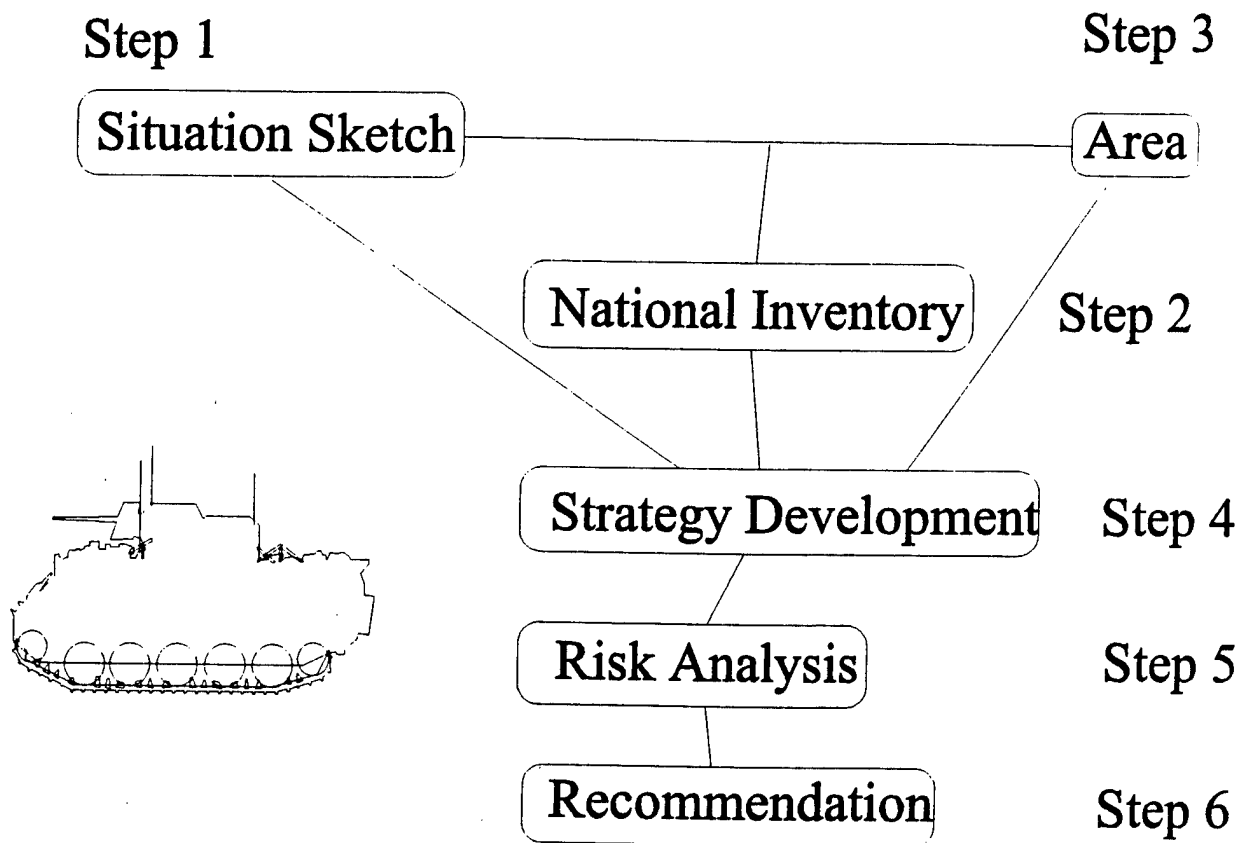 Step 1
Step 3
Situation Sketch
Area
National Inventory
Step 2
Strategy Development
Step 4
Risk Analysis
Step 5
Recommendation
Step 6